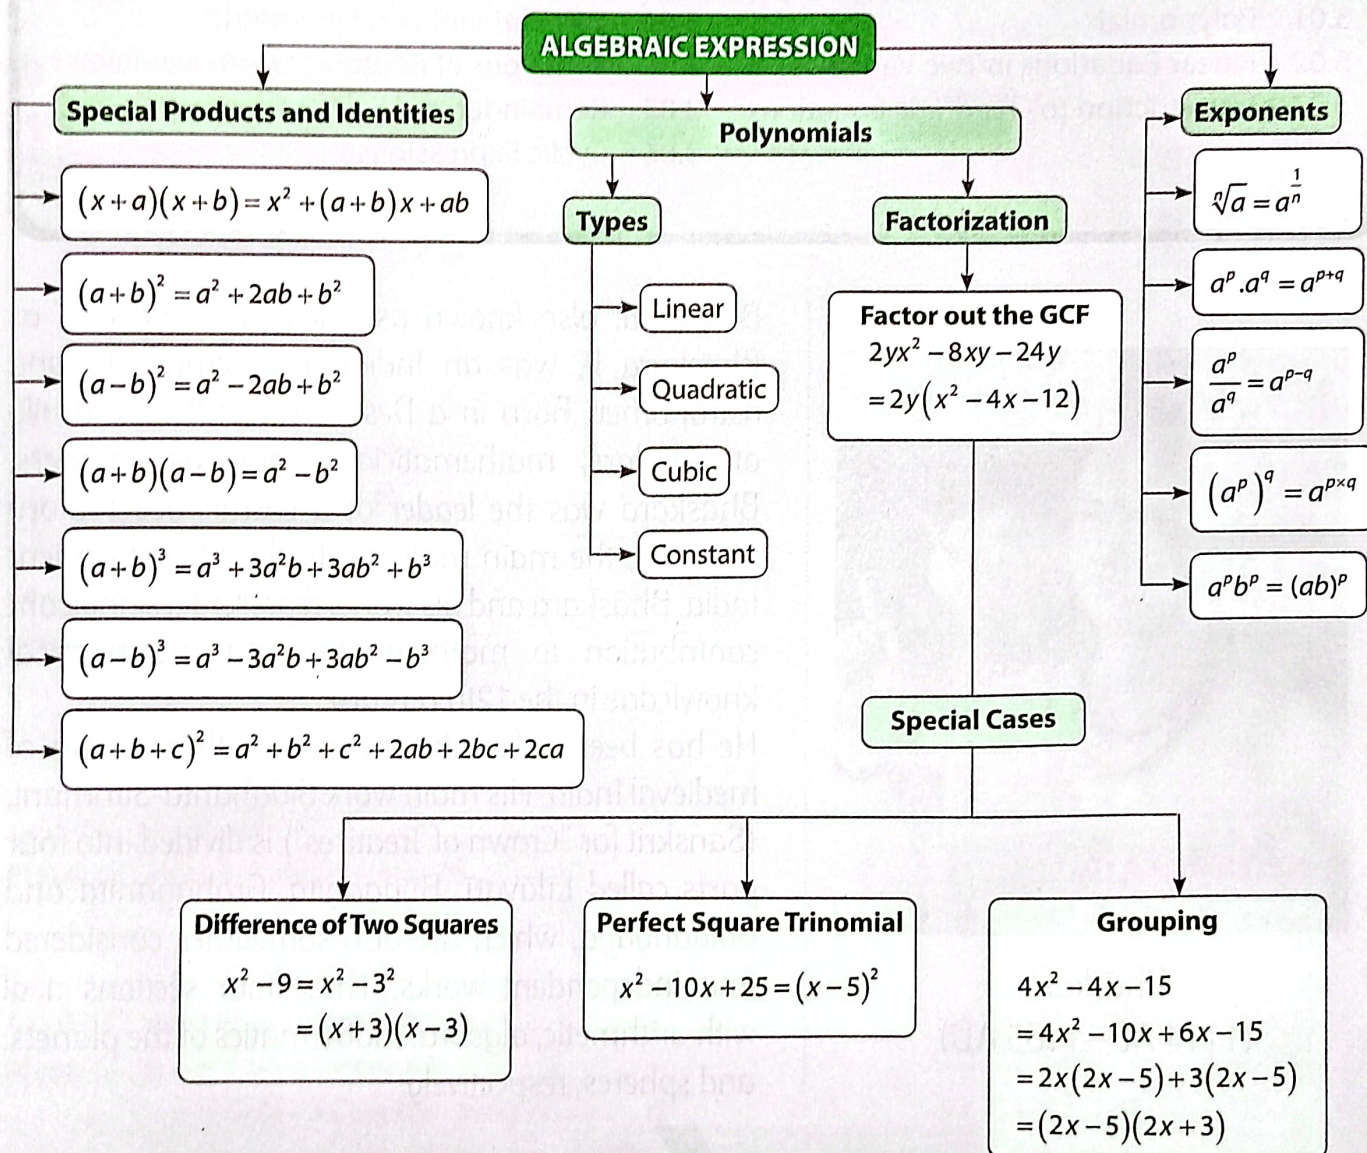 ALGEBRAIC EXPRESSION
Special Products and Identities
(x+a)(x+b) = x² + (a+b)x + ab
(a+b)² = a² + 2ab + b²
(a−b)² = a² − 2ab + b²
(a+b)(a−b) = a² − b²
(a+b)³ = a³ + 3a²b + 3ab² + b³
(a−b)³ = a³ − 3a²b + 3ab² − b³
(a+b+c)² = a² + b² + c² + 2ab + 2bc + 2ca
Polynomials
Types
Linear
Quadratic
Cubic
Constant
Factorization
Factor out the GCF
2yx² − 8xy − 24y
= 2y(x² − 4x − 12)
Exponents
ⁿ√a = a^(1/n)
a^p . a^q = a^(p+q)
a^p / a^q = a^(p−q)
(a^p)^q = a^(p×q)
a^p b^p = (ab)^p
Special Cases
Difference of Two Squares
x² − 9 = x² − 3²
= (x+3)(x−3)
Perfect Square Trinomial
x² − 10x + 25 = (x−5)²
Grouping
4x² − 4x − 15
= 4x² − 10x + 6x − 15
= 2x(2x − 5) + 3(2x − 5)
= (2x − 5)(2x + 3)